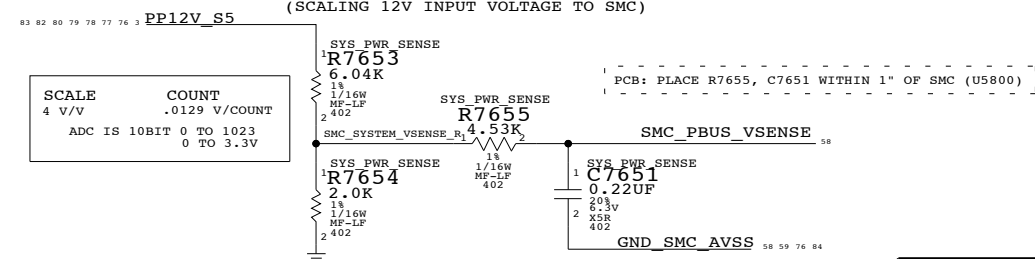 (SCALING 12V INPUT VOLTAGE TO SMC)
83 82 80 79 78 77 76 3 PP12V_S5
SYS_PWR_SENSE
1
R7653
6.04K
1%
1/16W
MF-LF
402
2
PCB: PLACE R7655, C7651 WITHIN 1" OF SMC (U5800)
SCALE COUNT
4 V/V .0129 V/COUNT
ADC IS 10BIT 0 TO 1023
0 TO 3.3V
SYS_PWR_SENSE
R7655
SMC_SYSTEM_VSENSE_R 1 4.53K 2
1%
1/16W
MF-LF
402
SMC_PBUS_VSENSE 58
SYS_PWR_SENSE
1
R7654
2.0K
1%
1/16W
MF-LF
402
2
SYS_PWR_SENSE
1 C7651
0.22UF
20%
6.3V
2 X5R
402
GND_SMC_AVSS 58 59 76 84